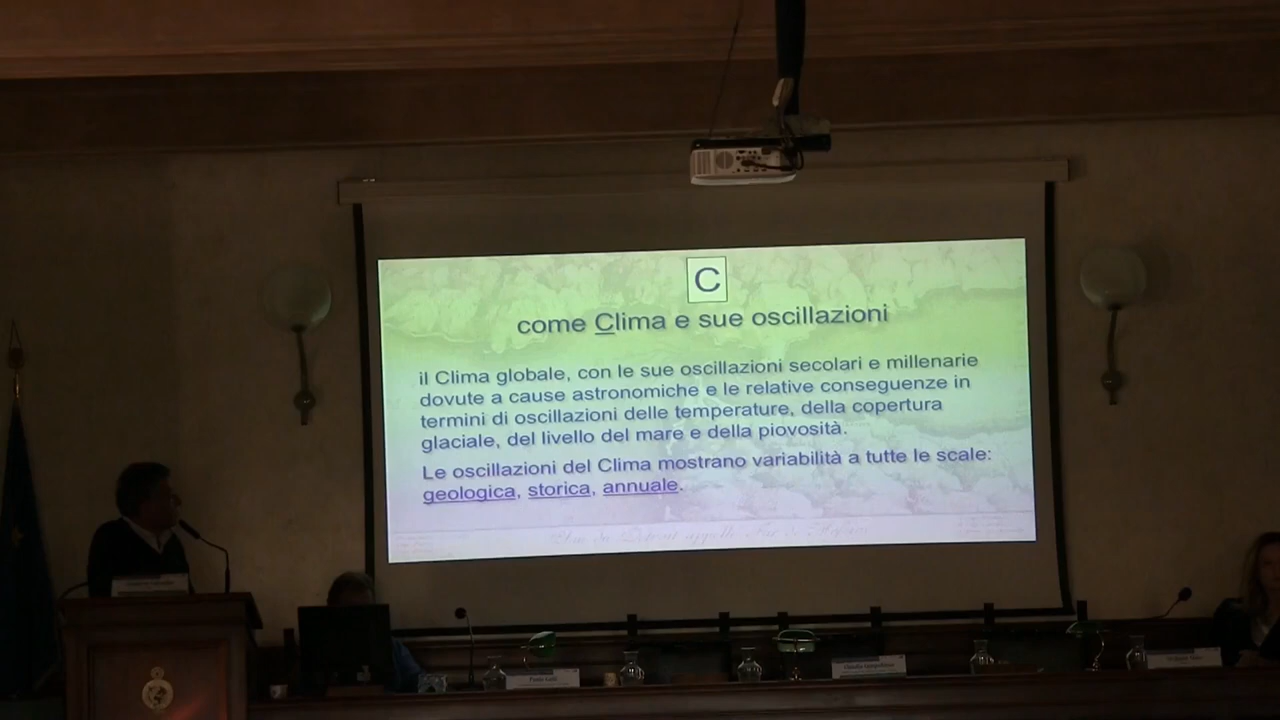 C
come Clima e sue oscillazioni
il Clima globale, con le sue oscillazioni secolari e millenarie
dovute a cause astronomiche e le relative conseguenze in
termini di oscillazioni delle temperature, della copertura
glaciale, del livello del mare e della piovosità.
Le oscillazioni del Clima mostrano variabilità a tutte le scale:
geologica, storica, annuale.